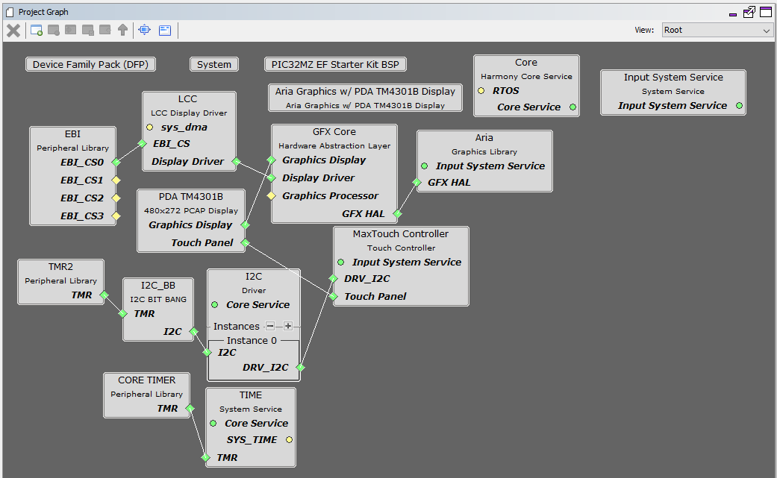 Project Graph
View: Root
Device Family Pack (DFP)
System
PIC32MZ EF Starter Kit BSP
Core
Harmony Core Service
RTOS
Core Service
Input System Service
System Service
Input System Service
Aria Graphics w/ PDA TM4301B Display
Aria Graphics w/ PDA TM4301B Display
LCC
LCC Display Driver
sys_dma
EBI_CS
Display Driver
EBI
Peripheral Library
EBI_CS0
EBI_CS1
EBI_CS2
EBI_CS3
GFX Core
Hardware Abstraction Layer
Graphics Display
Display Driver
Graphics Processor
GFX HAL
Aria
Graphics Library
Input System Service
GFX HAL
PDA TM4301B
480x272 PCAP Display
Graphics Display
Touch Panel
MaxTouch Controller
Touch Controller
Input System Service
DRV_I2C
Touch Panel
TMR2
Peripheral Library
TMR
I2C_BB
I2C BIT BANG
TMR
I2C
I2C
Driver
Core Service
Instances
Instance 0
I2C
DRV_I2C
CORE TIMER
Peripheral Library
TMR
TIME
System Service
Core Service
SYS_TIME
TMR